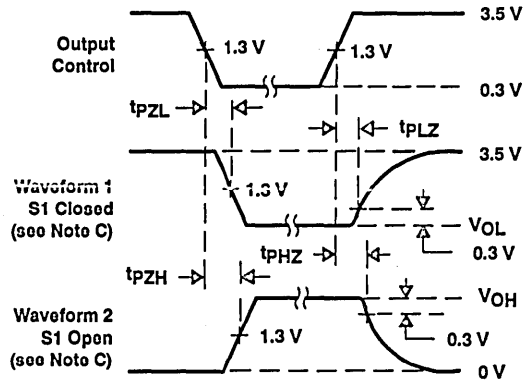 3.5 V
Output
Control
1.3 V
1.3 V
0.3 V
tPZL
tPLZ
3.5 V
Waveform 1
S1 Closed
(see Note C)
1.3 V
VOL
0.3 V
tPHZ
tPZH
VOH
Waveform 2
S1 Open
(see Note C)
1.3 V
0.3 V
0 V